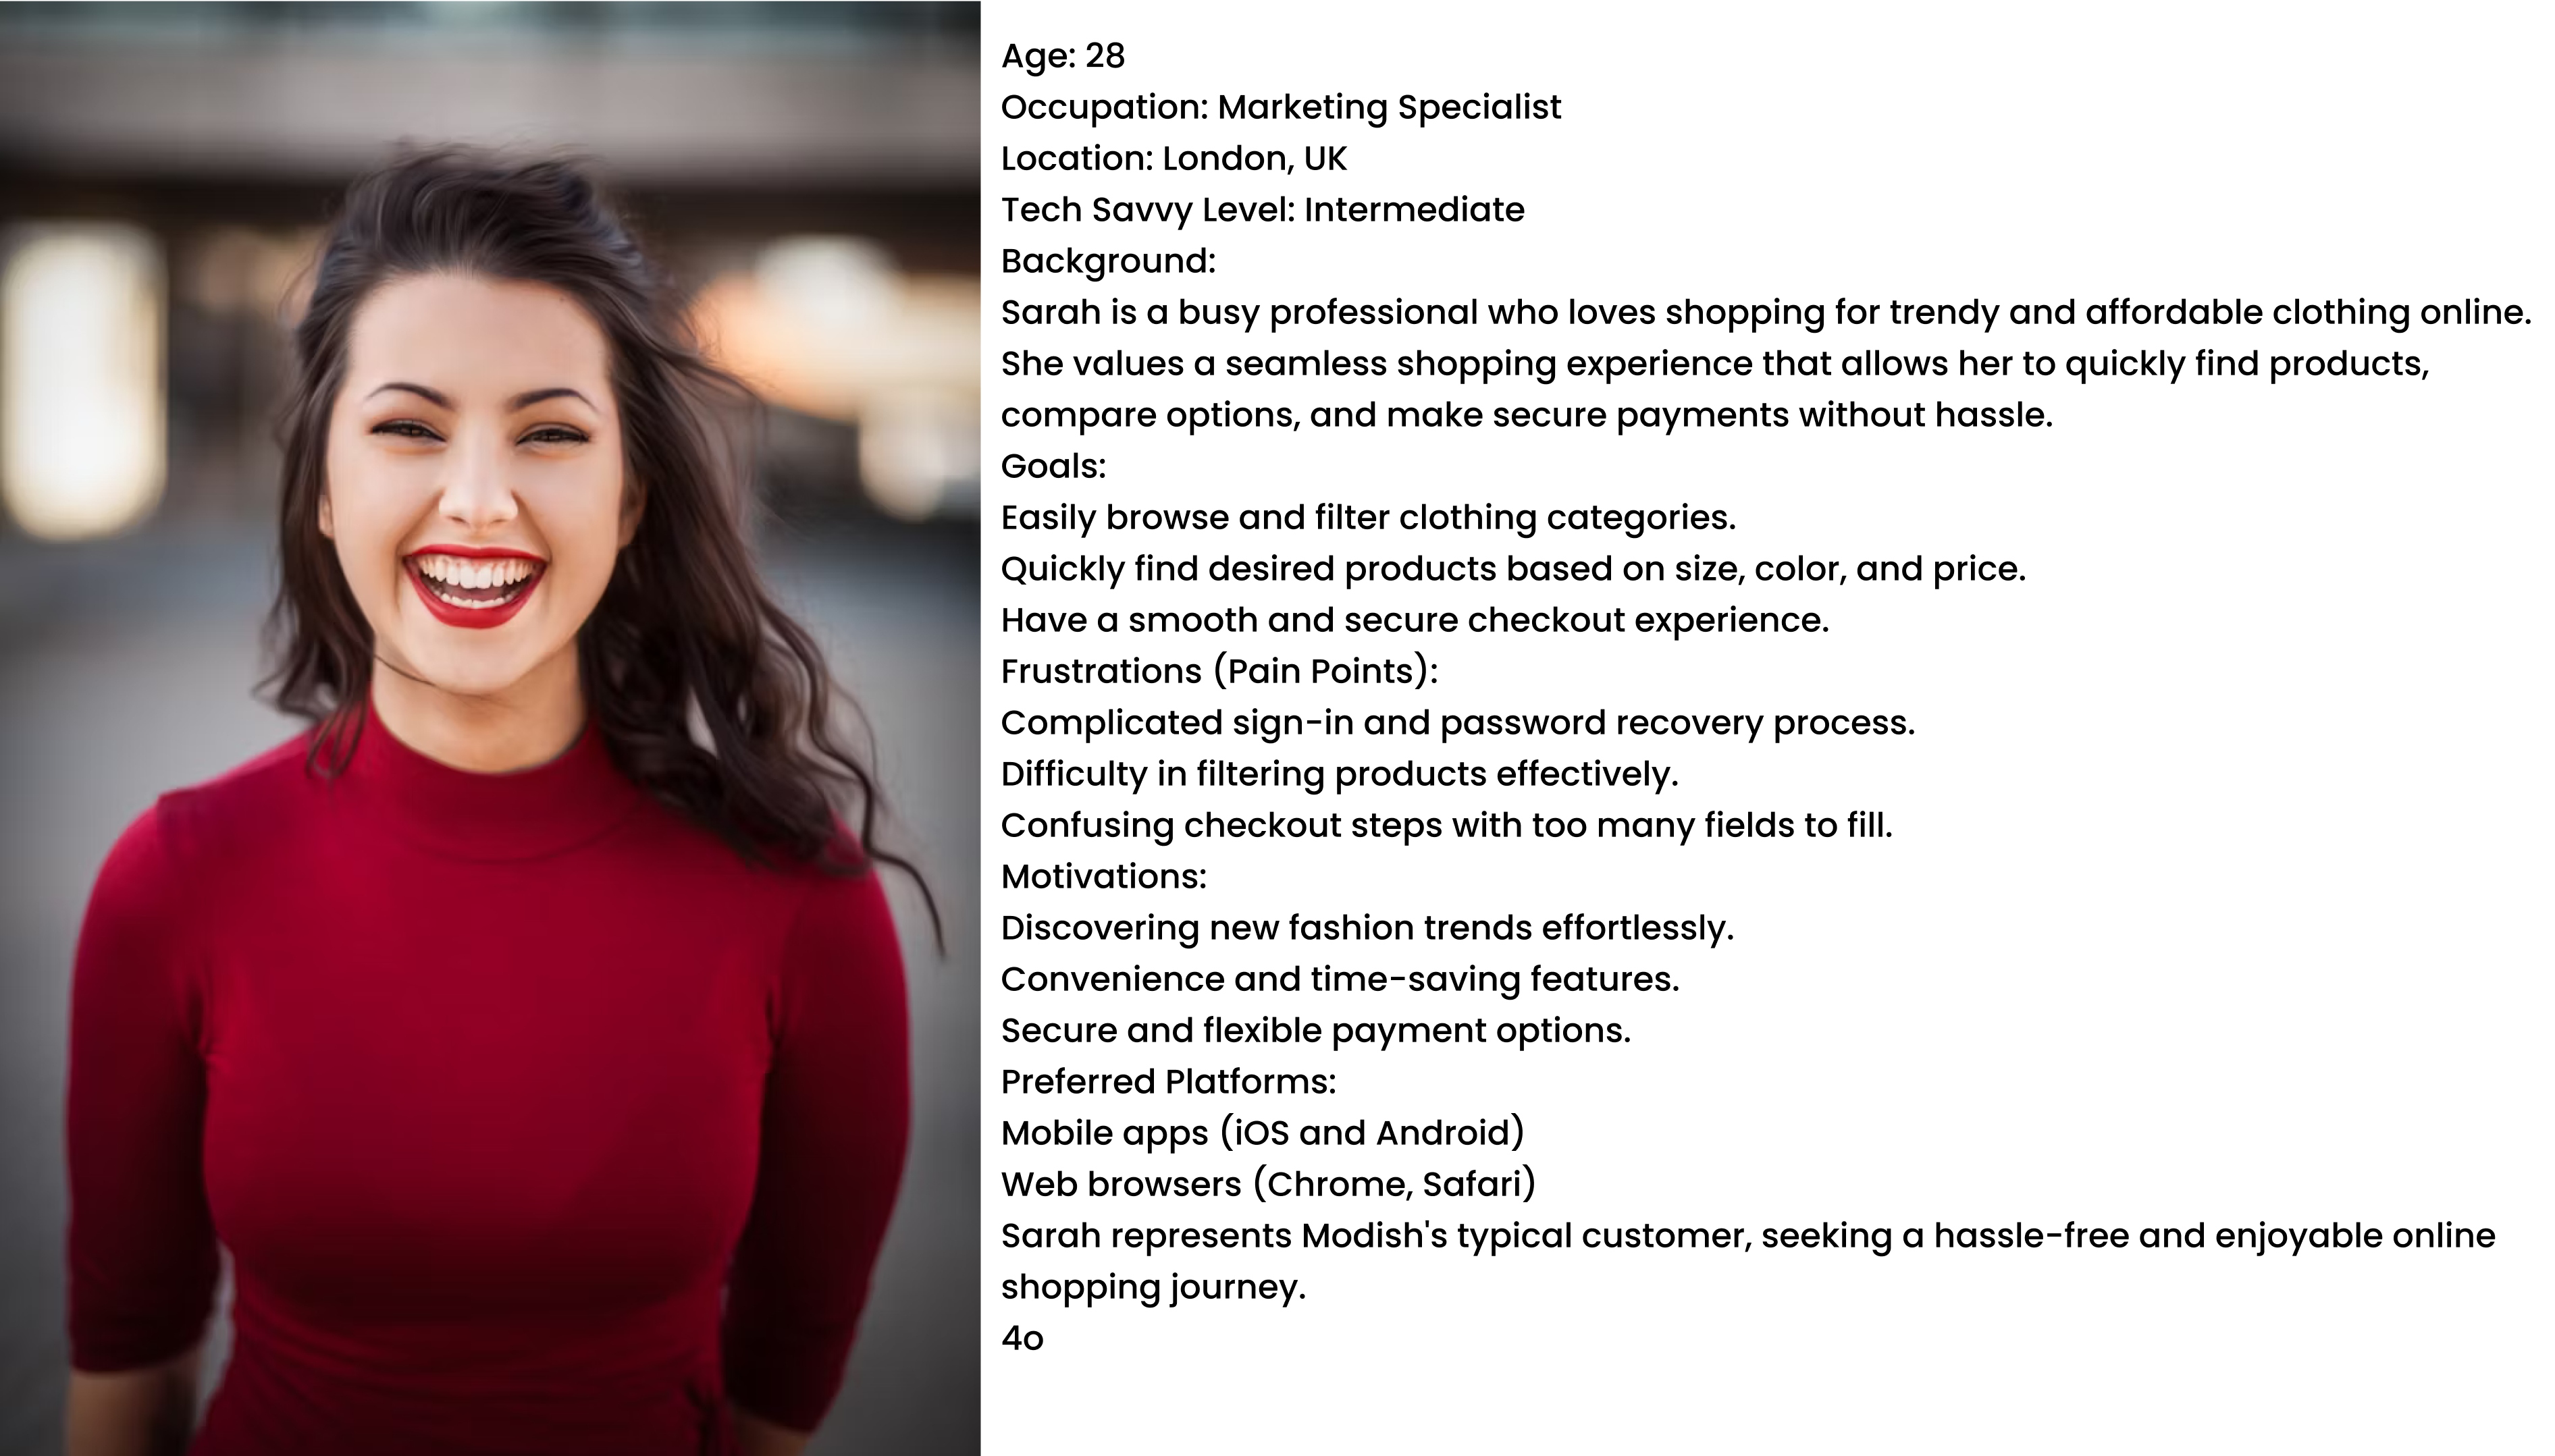 Age: 28
Occupation: Marketing Specialist
Location: London, UK
Tech Savvy Level: Intermediate
Background:
Sarah is a busy professional who loves shopping for trendy and affordable clothing online.
She values a seamless shopping experience that allows her to quickly find products,
compare options, and make secure payments without hassle.
Goals:
Easily browse and filter clothing categories.
Quickly find desired products based on size, color, and price.
Have a smooth and secure checkout experience.
Frustrations (Pain Points):
Complicated sign-in and password recovery process.
Difficulty in filtering products effectively.
Confusing checkout steps with too many fields to fill.
Motivations:
Discovering new fashion trends effortlessly.
Convenience and time-saving features.
Secure and flexible payment options.
Preferred Platforms:
Mobile apps (iOS and Android)
Web browsers (Chrome, Safari)
Sarah represents Modish's typical customer, seeking a hassle-free and enjoyable online
shopping journey.
4o